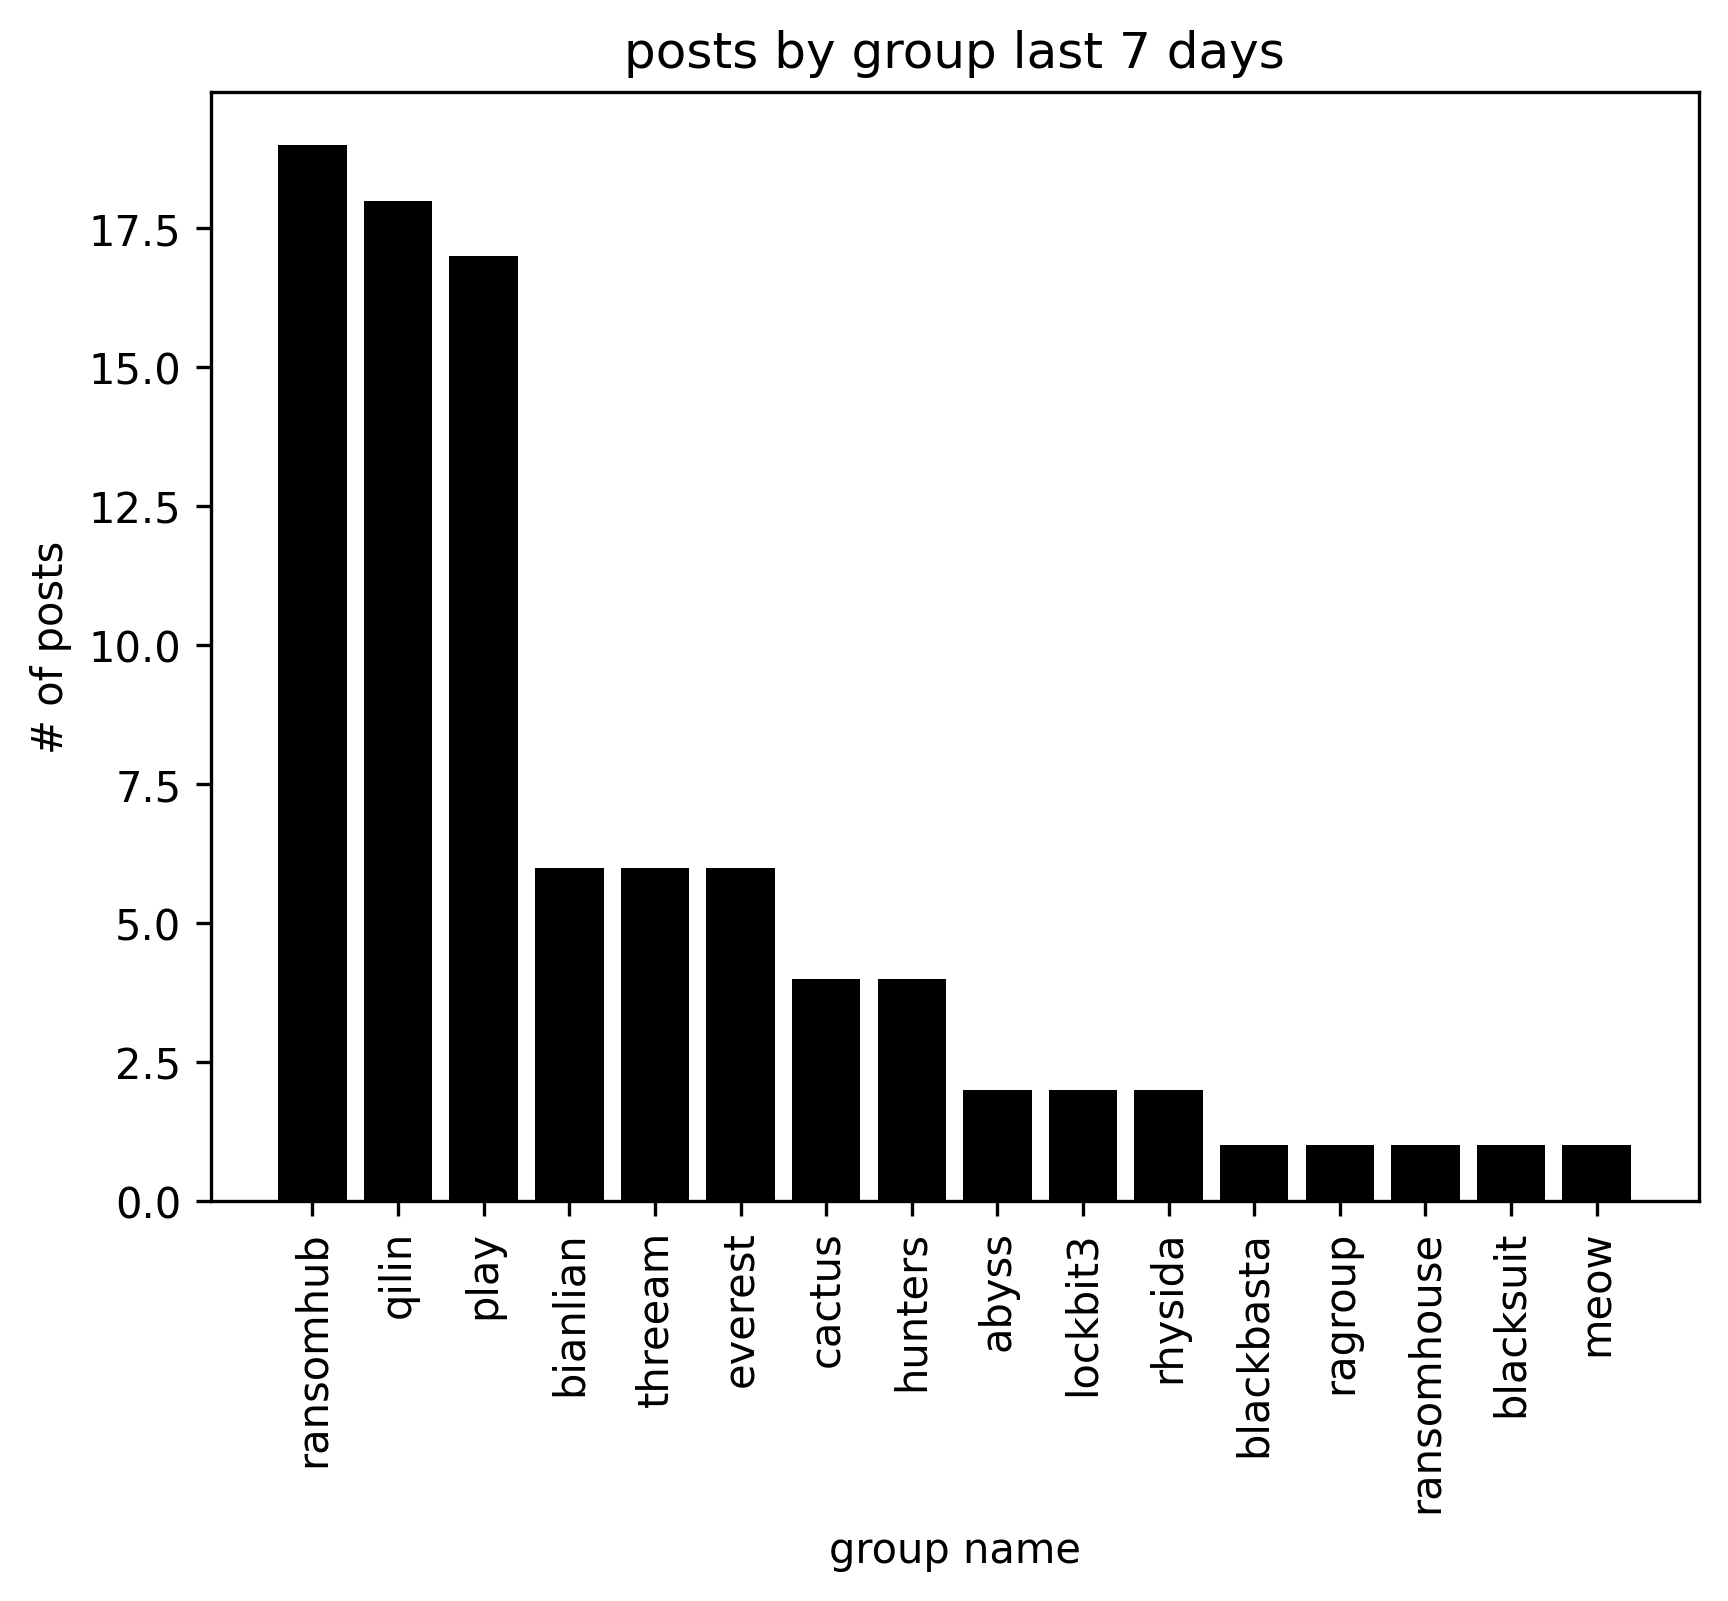 posts by group last 7 days
# of posts
17.5
15.0
12.5
10.0
7.5
5.0
2.5
0.0
ransomhub
qilin
play
bianlian
threeam
everest
cactus
hunters
abyss
lockbit3
rhysida
blackbasta
ragroup
ransomhouse
blacksuit
meow
group name